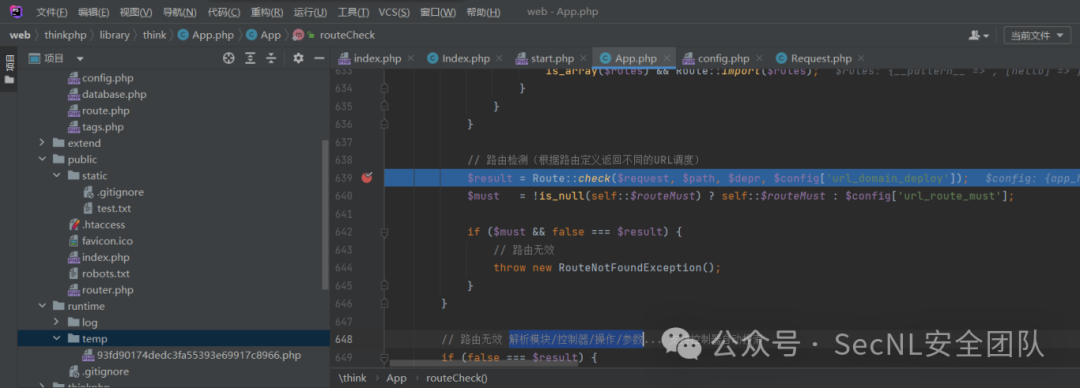 文件(F) 编辑(E) 视图(V) 导航(N) 代码(C) 重构(R) 运行(U) 工具(T) VCS(S) 窗口(W) 帮助(H) web - App.php
web thinkphp library think App.php App routeCheck 当前文件
项目
index.php Index.php start.php App.php config.php Request.php
config.php
database.php
route.php
tags.php
extend
public
static
.gitignore
test.txt
.htaccess
favicon.ico
index.php
robots.txt
router.php
runtime
log
temp
93fd90174dedc3fa55393e69917c8966.php
.gitignore
thinkphp
633 is_array($rules) && Route::import($rules);
634 }
635 }
636 }
637
638 // 路由检测（根据路由定义返回不同的URL调度）
639 $result = Route::check($request, $path, $depr, $config['url_domain_deploy']); $config: {app_
640 $must = !is_null(self::$routeMust) ? self::$routeMust : $config['url_route_must'];
641
642 if ($must && false === $result) {
643 // 路由无效
644 throw new RouteNotFoundException();
645 }
646 }
647
648 // 路由无效 解析模块/控制器/操作/参数...
649 if (false === $result) {
\think App routeCheck()
公众号 · SecNL安全团队